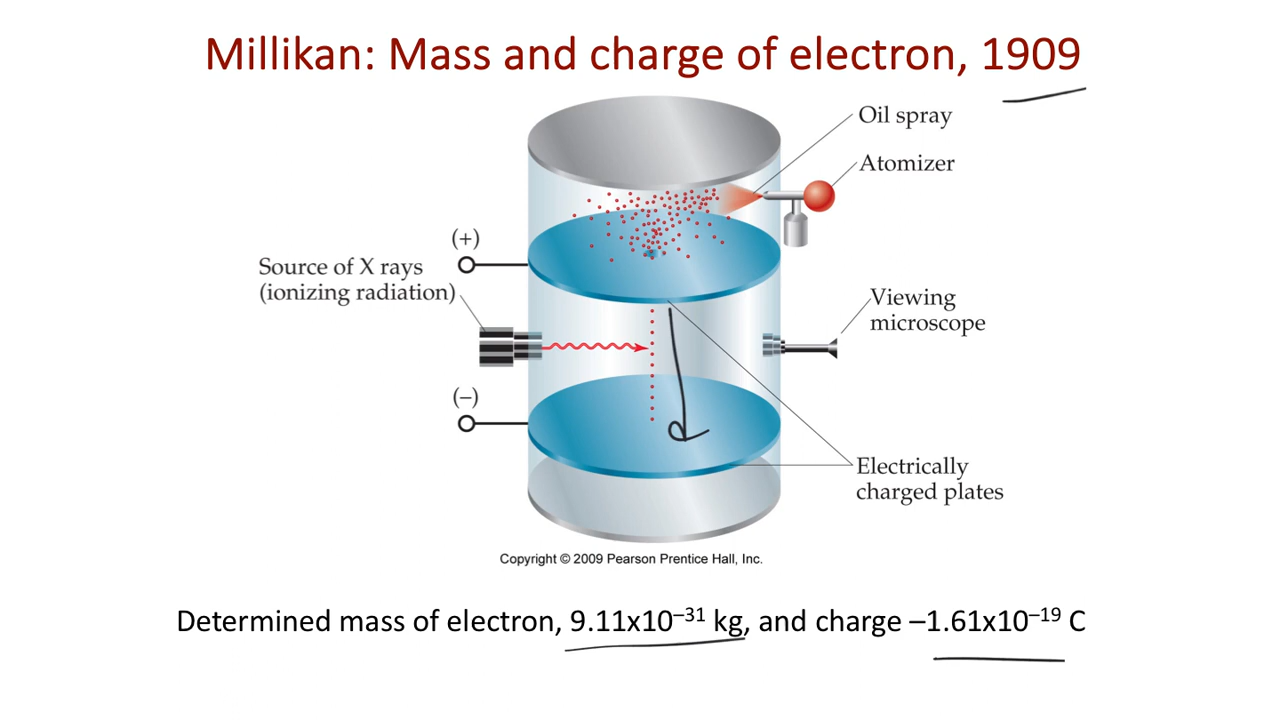 Millikan: Mass and charge of electron, 1909
Oil spray
Atomizer
(+)
Source of X rays
(ionizing radiation)
Viewing
microscope
(–)
Electrically
charged plates
Copyright © 2009 Pearson Prentice Hall, Inc.
Determined mass of electron, 9.11x10⁻³¹ kg, and charge –1.61x10⁻¹⁹ C